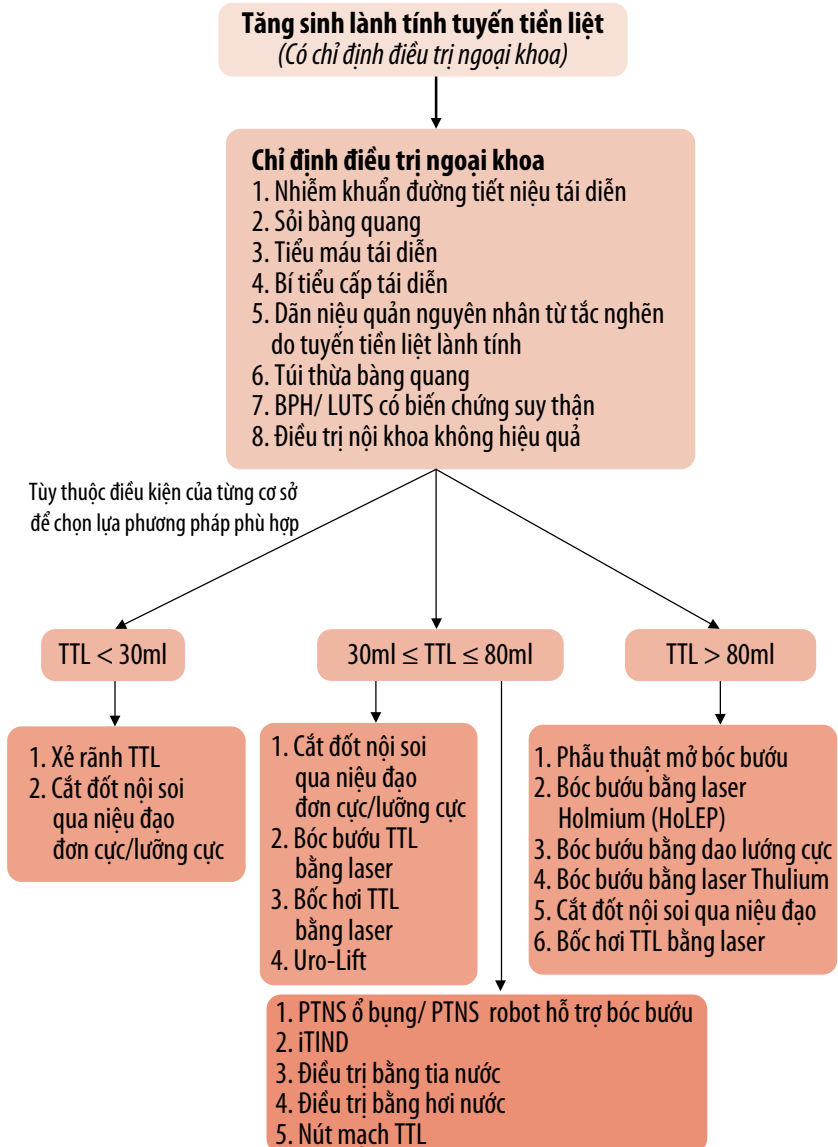 Tăng sinh lành tính tuyến tiền liệt
(Có chỉ định điều trị ngoại khoa)
Chỉ định điều trị ngoại khoa
1. Nhiễm khuẩn đường tiết niệu tái diễn
2. Sỏi bàng quang
3. Tiểu máu tái diễn
4. Bí tiểu cấp tái diễn
5. Dãn niệu quản nguyên nhân từ tắc nghẽn
do tuyến tiền liệt lành tính
6. Túi thừa bàng quang
7. BPH/ LUTS có biến chứng suy thận
8. Điều trị nội khoa không hiệu quả
Tùy thuộc điều kiện của từng cơ sở
để chọn lựa phương pháp phù hợp
TTL < 30ml
30ml ≤ TTL ≤ 80ml
TTL > 80ml
1. Xẻ rãnh TTL
2. Cắt đốt nội soi
qua niệu đạo
đơn cực/lưỡng cực
1. Cắt đốt nội soi
qua niệu đạo
đơn cực/lưỡng cực
2. Bóc bướu TTL
bằng laser
3. Bốc hơi TTL
bằng laser
4. Uro-Lift
1. Phẫu thuật mở bóc bướu
2. Bóc bướu bằng laser
Holmium (HoLEP)
3. Bóc bướu bằng dao lướng cực
4. Bóc bướu bằng laser Thulium
5. Cắt đốt nội soi qua niệu đạo
6. Bốc hơi TTL bằng laser
1. PTNS ổ bụng/ PTNS robot hỗ trợ bóc bướu
2. iTIND
3. Điều trị bằng tia nước
4. Điều trị bằng hơi nước
5. Nút mạch TTL